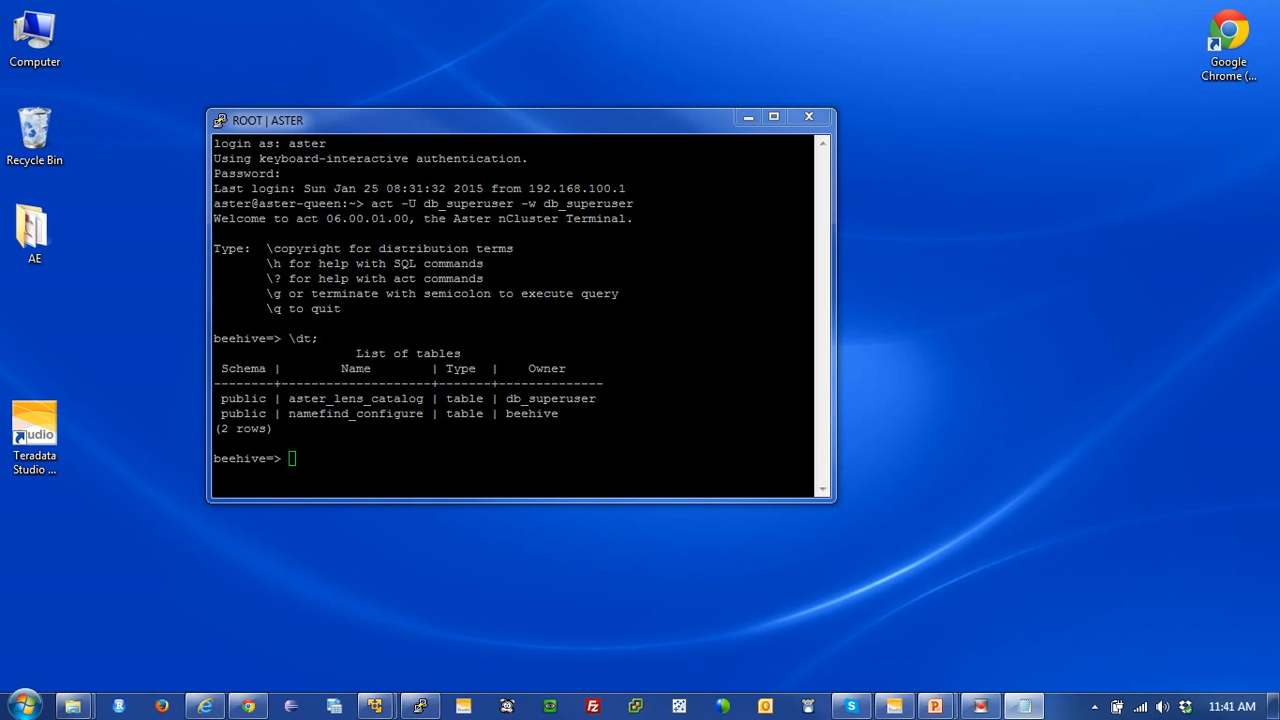 Computer
Google
Chrome (...
Recycle Bin
AE
udio
Teradata
Studio ...
ROOT | ASTER
login as: aster
Using keyboard-interactive authentication.
Password:
Last login: Sun Jan 25 08:31:32 2015 from 192.168.100.1
aster@aster-queen:~> act -U db_superuser -w db_superuser
Welcome to act 06.00.01.00, the Aster nCluster Terminal.
Type:  \copyright for distribution terms
       \h for help with SQL commands
       \? for help with act commands
       \g or terminate with semicolon to execute query
       \q to quit
beehive=> \dt;
                   List of tables
 Schema |        Name        | Type  |    Owner
--------+--------------------+-------+--------------
 public | aster_lens_catalog | table | db_superuser
 public | namefind_configure | table | beehive
(2 rows)
beehive=>
11:41 AM